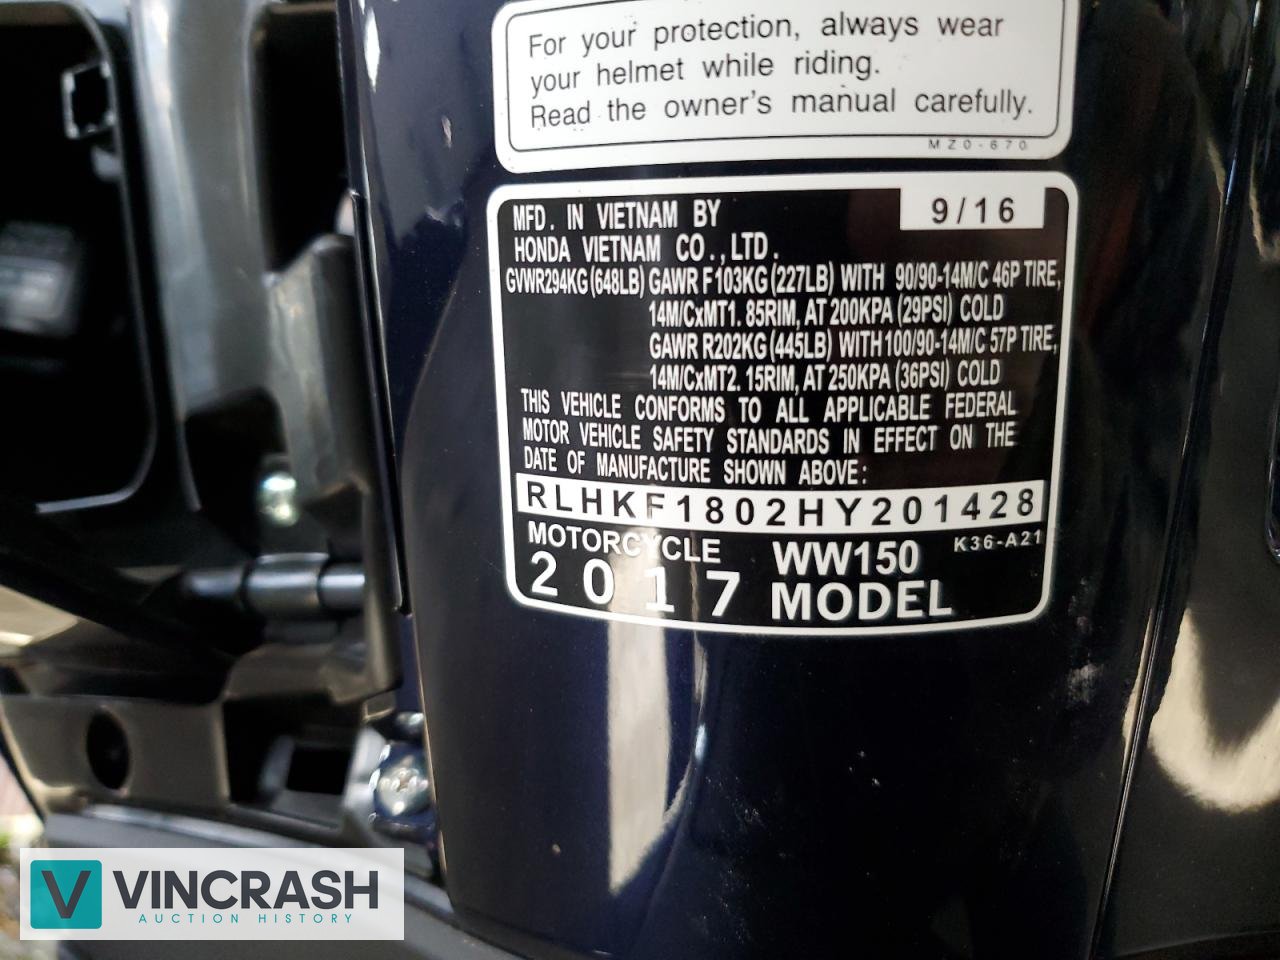 For your protection, always wear
your helmet while riding.
Read the owner's manual carefully.
MZ0-670
MFD. IN VIETNAM BY 9/16
HONDA VIETNAM CO.,LTD.
GVWR294KG(648LB) GAWR F103KG(227LB) WITH 90/90-14M/C 46P TIRE,
14M/CxMT1.85RIM, AT 200KPA (29PSI) COLD
GAWR R202KG(445LB) WITH100/90-14M/C 57P TIRE,
14M/CxMT2.15RIM, AT 250KPA (36PSI) COLD
THIS VEHICLE CONFORMS TO ALL APPLICABLE FEDERAL
MOTOR VEHICLE SAFETY STANDARDS IN EFFECT ON THE
DATE OF MANUFACTURE SHOWN ABOVE:
RLHKF1802HY201428
MOTORCYCLE WW150 K36-A21
2017 MODEL
V VINCRASH
AUCTION HISTORY